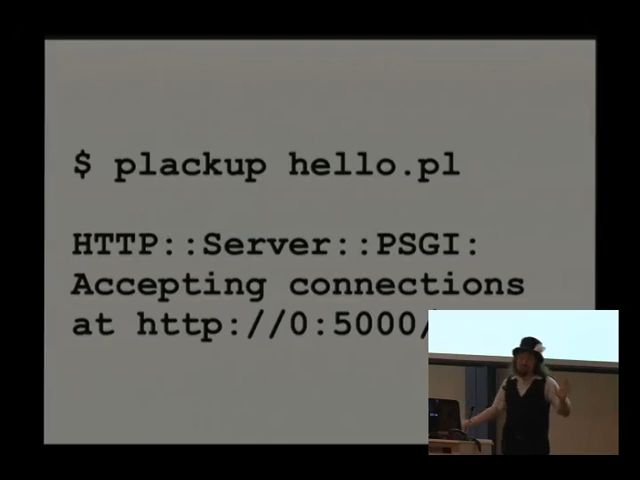 $ plackup hello.pl
HTTP::Server::PSGI:
Accepting connections
at http://0:5000/